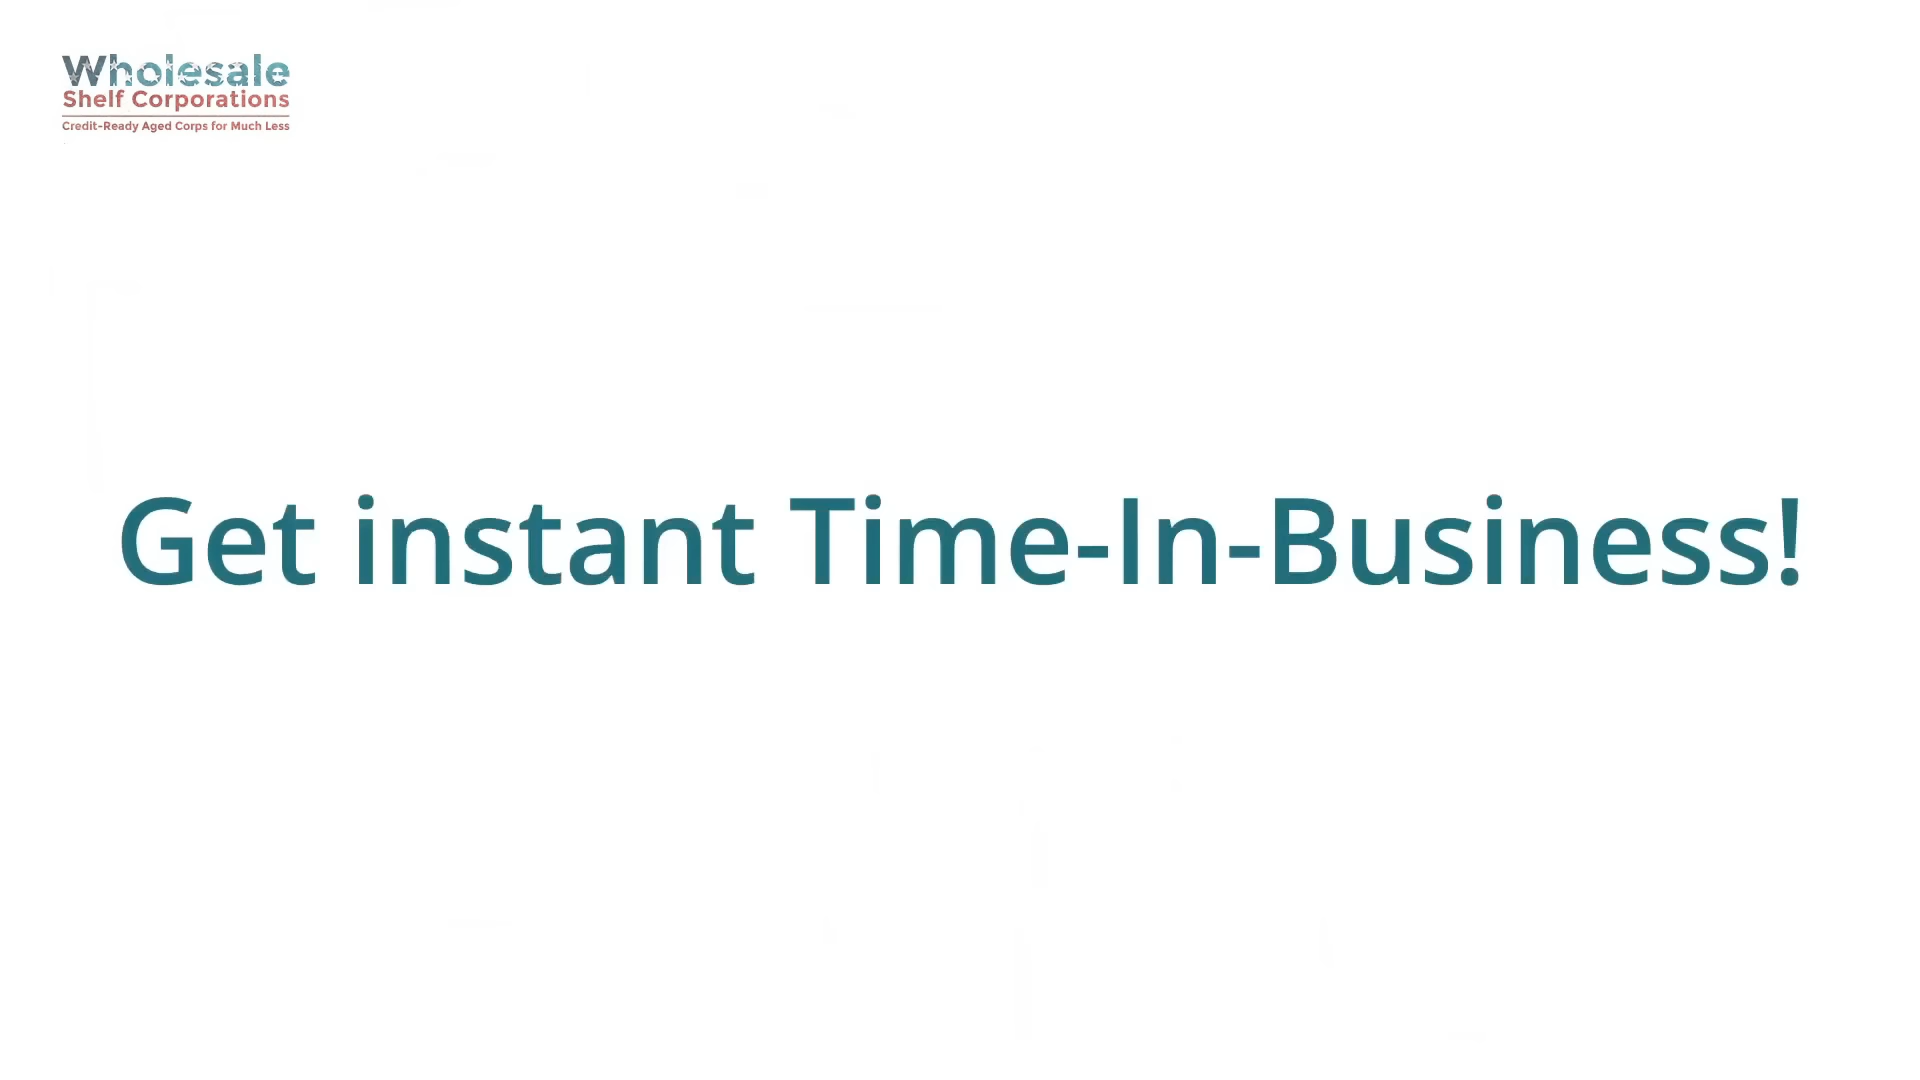 Wholesale
Shelf Corporations
Credit-Ready Aged Corps for Much Less
Get instant Time-In-Business!